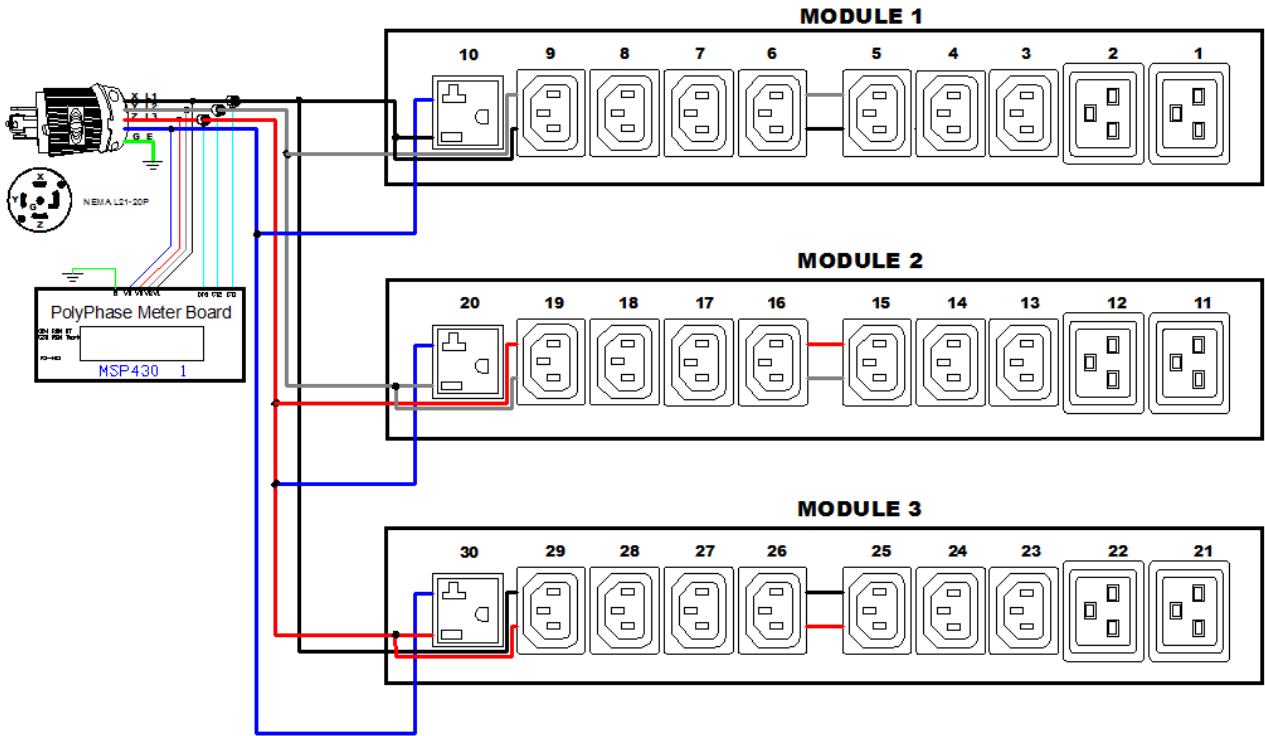 MODULE 1
10 9 8 7 6 5 4 3 2 1
X L1
Z L3
G E
X
Y
G
Z
NEMA L21-20P
MODULE 2
20 19 18 17 16 15 14 13 12 11
PolyPhase Meter Board
MSP430 1
MODULE 3
30 29 28 27 26 25 24 23 22 21